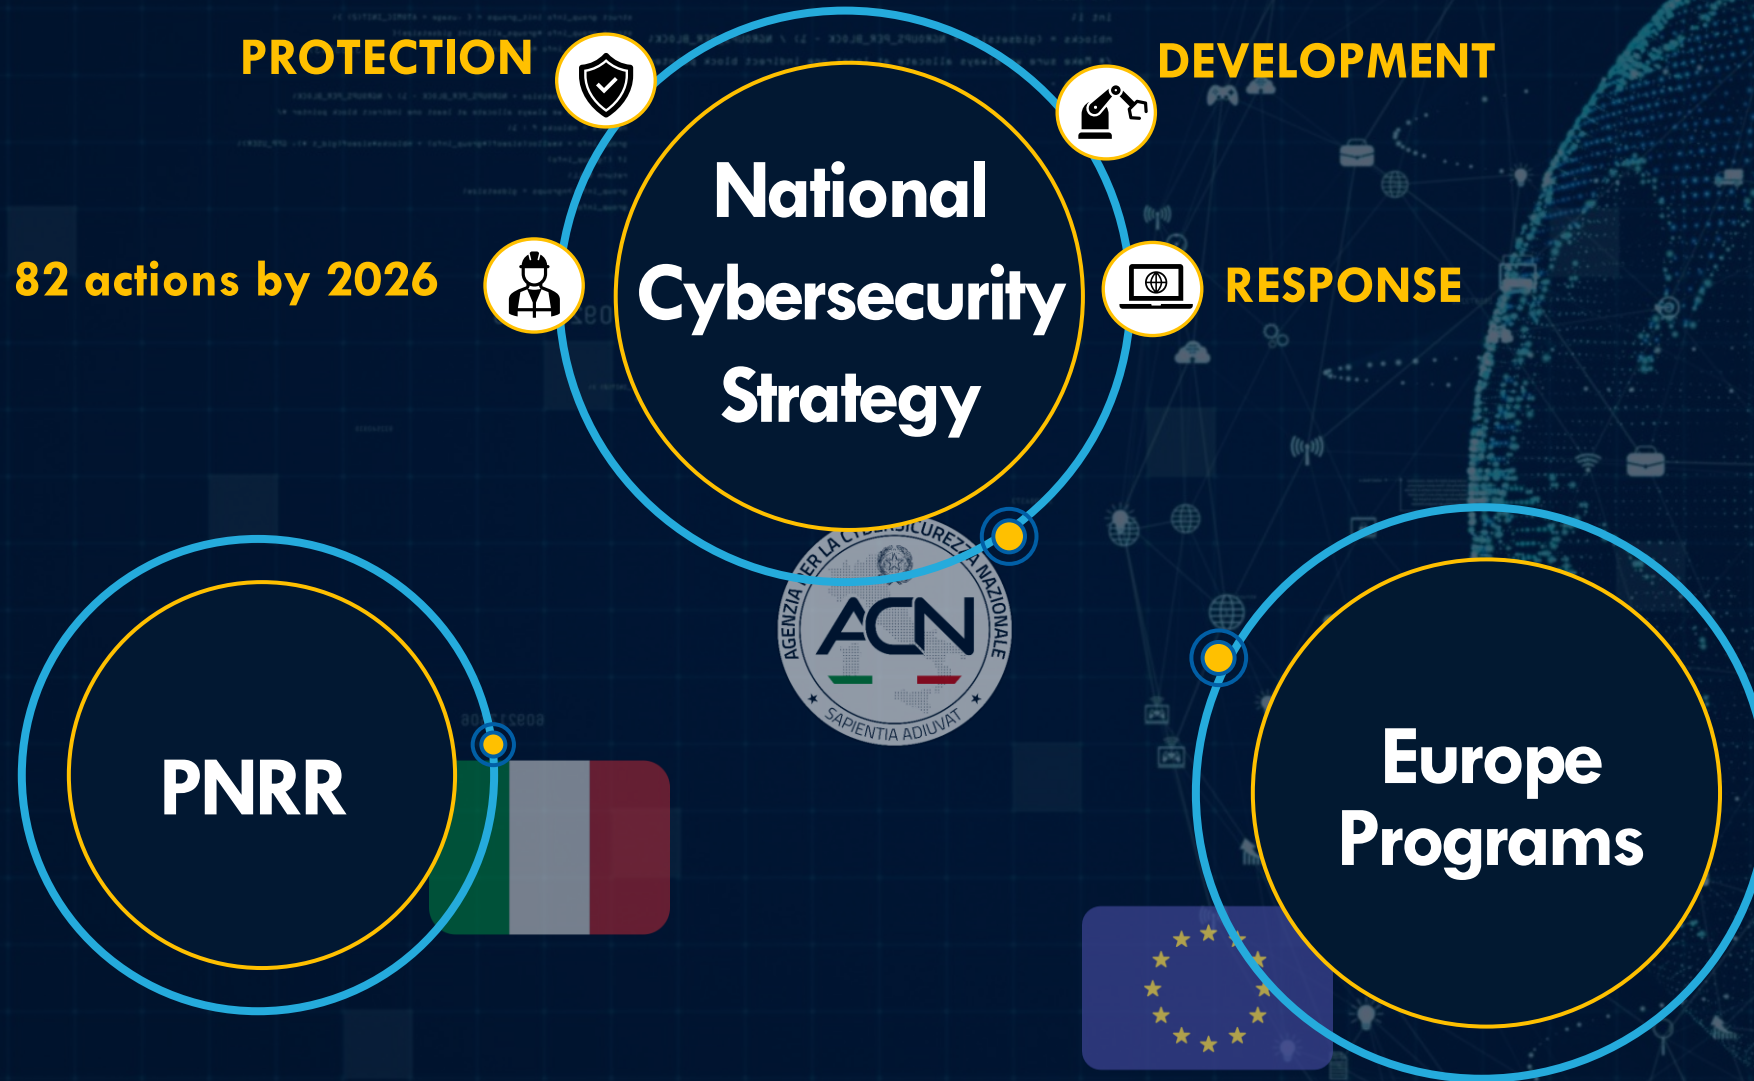 PROTECTION
DEVELOPMENT
National
Cybersecurity
Strategy
82 actions by 2026
RESPONSE
AGENZIA PER LA CYBERSICUREZZA NAZIONALE
ACN
SAPIENTIA ADIUVAT
PNRR
Europe
Programs